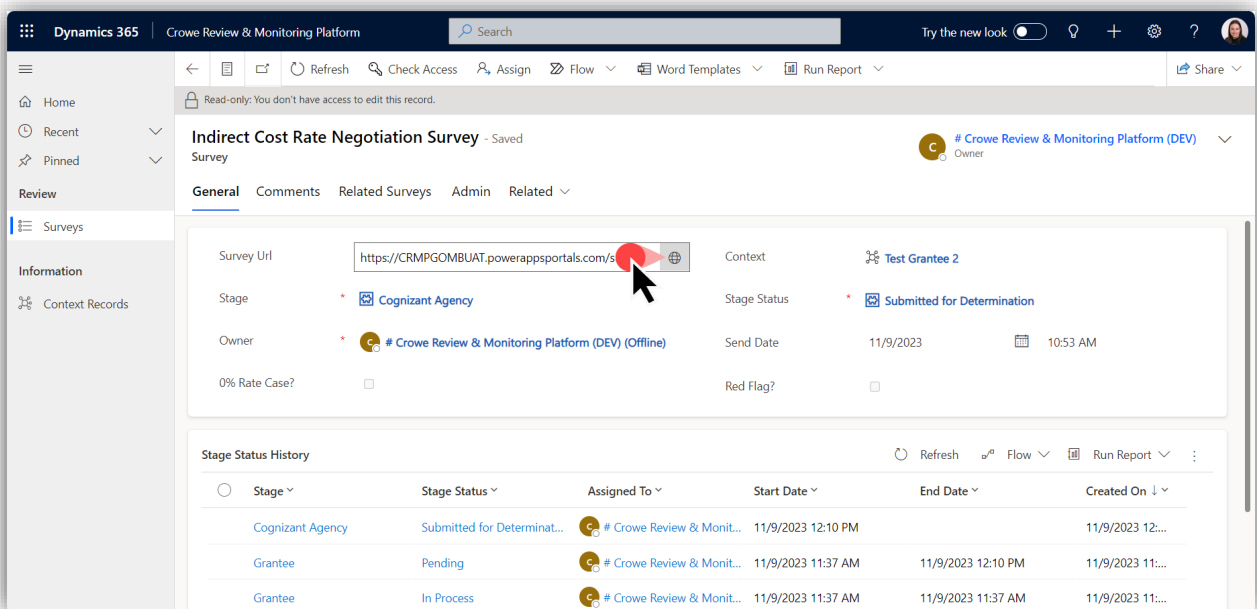 Dynamics 365 Crowe Review & Monitoring Platform Search Try the new look
Refresh Check Access Assign Flow Word Templates Run Report Share
Read-only: You don't have access to edit this record.
Home
Recent
Pinned
Review
Surveys
Information
Context Records
Indirect Cost Rate Negotiation Survey - Saved
Survey
C # Crowe Review & Monitoring Platform (DEV)
Owner
General Comments Related Surveys Admin Related
Survey Url https://CRMPGOMBUAT.powerappsportals.com/s Context Test Grantee 2
Stage * Cognizant Agency Stage Status * Submitted for Determination
Owner * C # Crowe Review & Monitoring Platform (DEV) (Offline) Send Date 11/9/2023 10:53 AM
0% Rate Case? Red Flag?
Stage Status History Refresh Flow Run Report
Stage Stage Status Assigned To Start Date End Date Created On ↓
Cognizant Agency Submitted for Determinat... C # Crowe Review & Monit... 11/9/2023 12:10 PM 11/9/2023 12:...
Grantee Pending C # Crowe Review & Monit... 11/9/2023 11:37 AM 11/9/2023 12:10 PM 11/9/2023 11:...
Grantee In Process C # Crowe Review & Monit... 11/9/2023 11:37 AM 11/9/2023 11:37 AM 11/9/2023 11:...